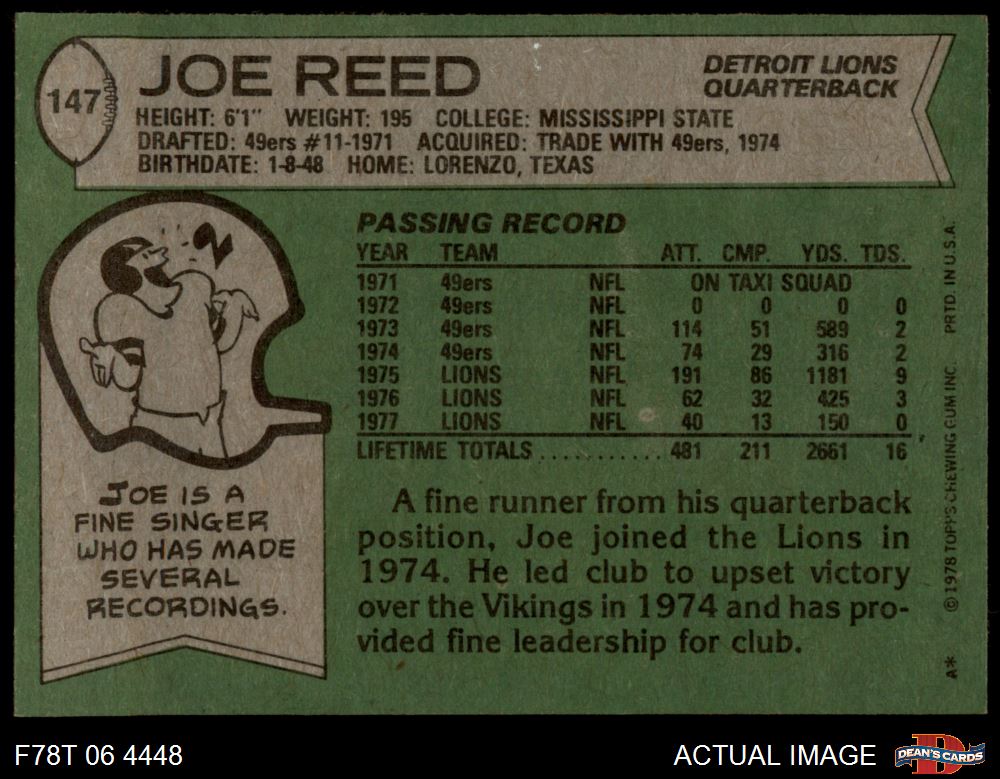 147
JOE REED
DETROIT LIONS
QUARTERBACK
HEIGHT: 6'1" WEIGHT: 195 COLLEGE: MISSISSIPPI STATE
DRAFTED: 49ers #11-1971 ACQUIRED: TRADE WITH 49ers, 1974
BIRTHDATE: 1-8-48 HOME: LORENZO, TEXAS
PASSING RECORD
YEAR TEAM ATT. CMP. YDS. TDS.
1971 49ers NFL ON TAXI SQUAD
1972 49ers NFL 0 0 0 0
1973 49ers NFL 114 51 589 2
1974 49ers NFL 74 29 316 2
1975 LIONS NFL 191 86 1181 9
1976 LIONS NFL 62 32 425 3
1977 LIONS NFL 40 13 150 0
LIFETIME TOTALS........... 481 211 2661 16
JOE IS A
FINE SINGER
WHO HAS MADE
SEVERAL
RECORDINGS.
A fine runner from his quarterback
position, Joe joined the Lions in
1974. He led club to upset victory
over the Vikings in 1974 and has pro-
vided fine leadership for club.
A* © 1978 TOPPS CHEWING GUM INC. PRTD. IN U.S.A.
F78T 06 4448
ACTUAL IMAGE
D
DEAN'S CARDS